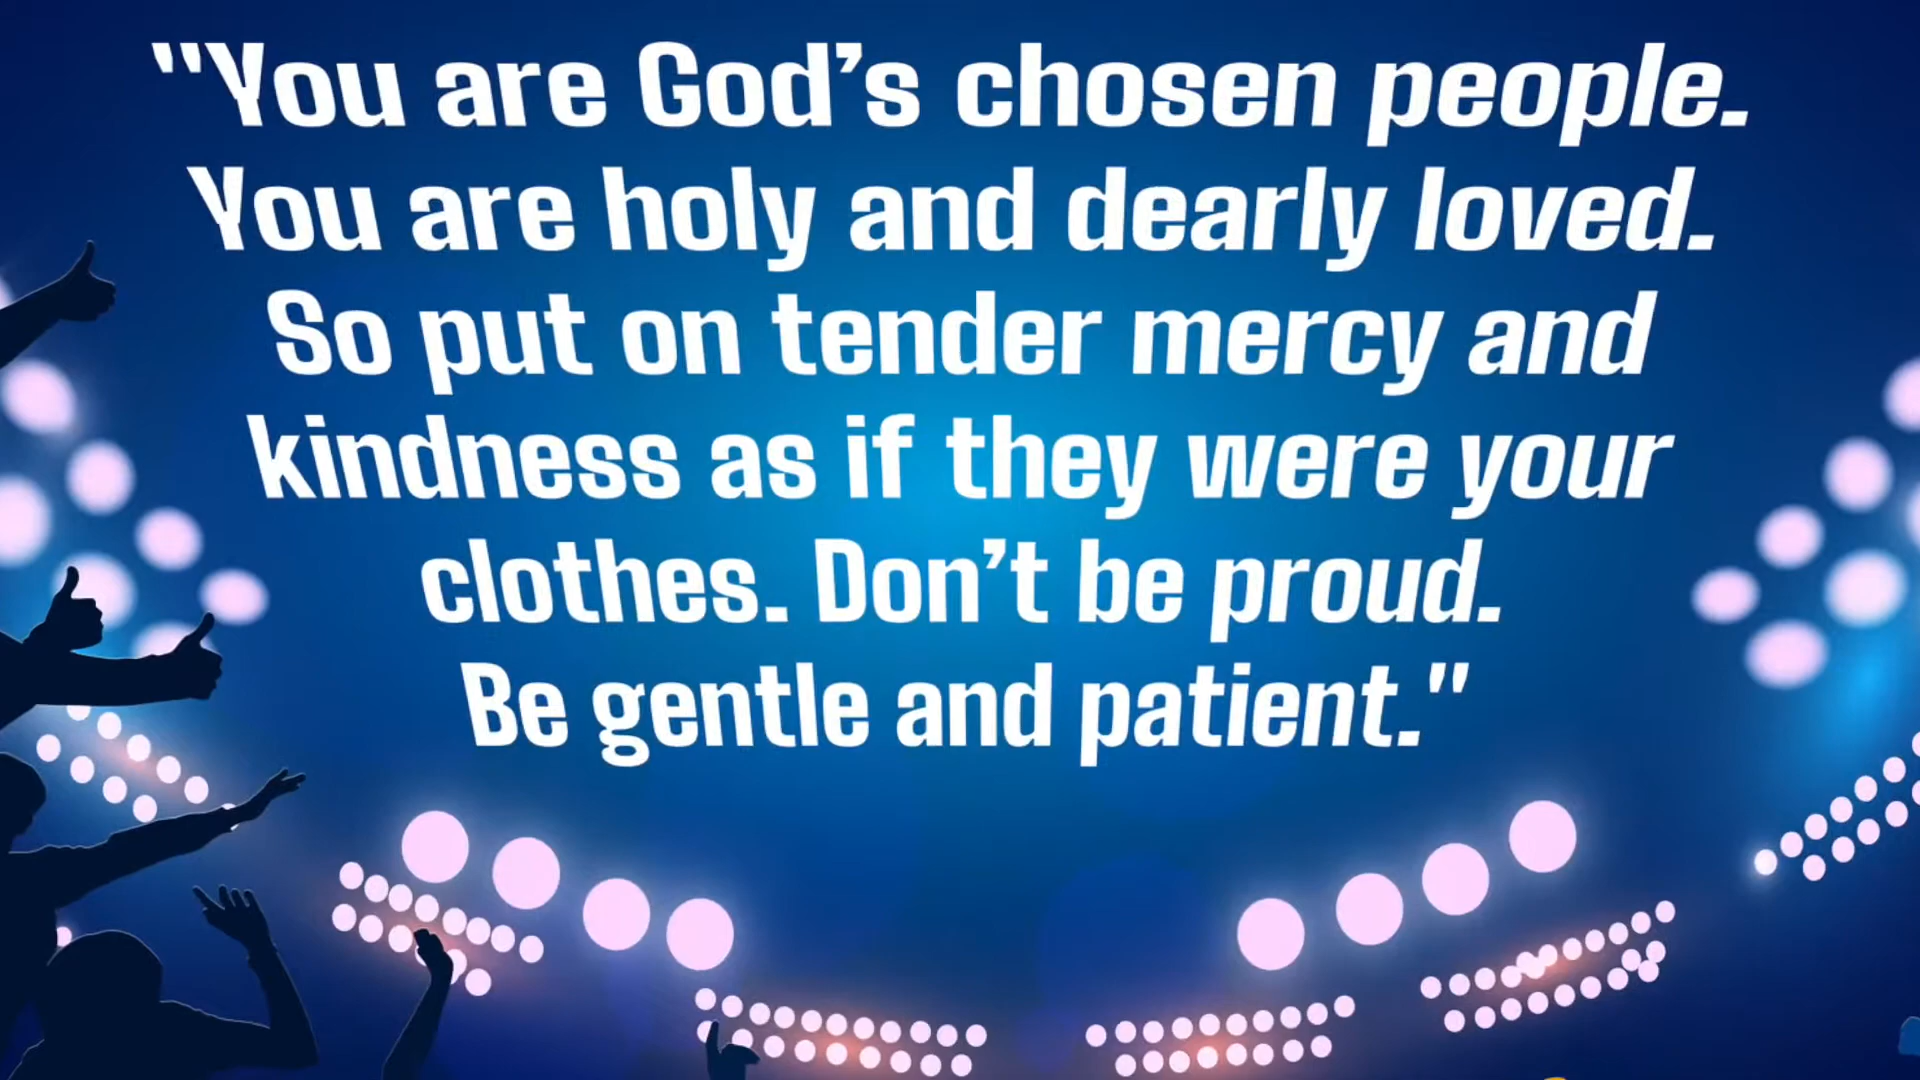 "You are God’s chosen people.
You are holy and dearly loved.
So put on tender mercy and
kindness as if they were your
clothes. Don’t be proud.
Be gentle and patient."